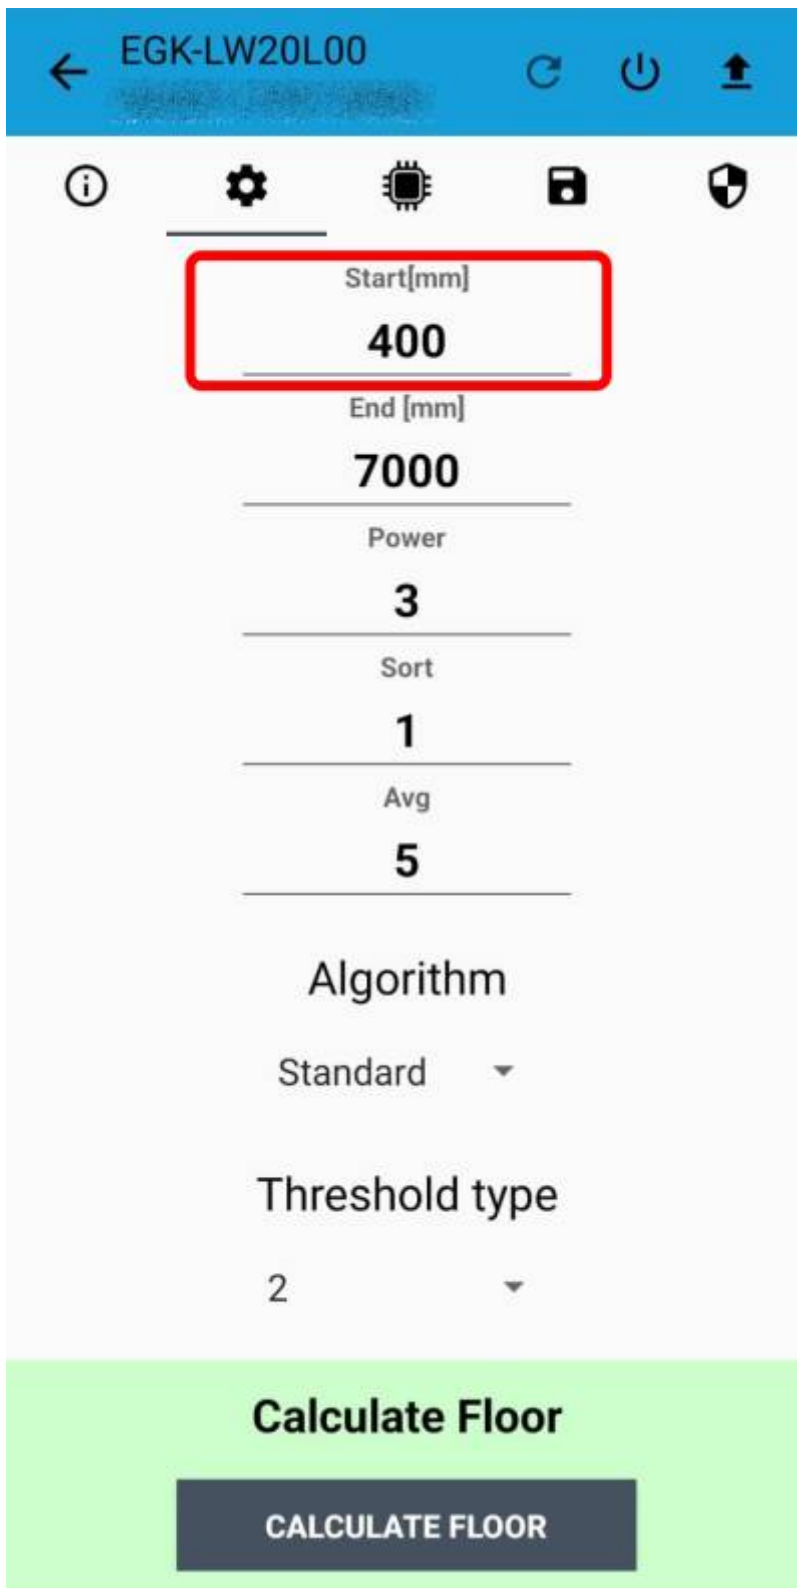 EGK-LW20L00
Start[mm]
400
End [mm]
7000
Power
3
Sort
1
Avg
5
Algorithm
Standard
Threshold type
2
Calculate Floor
CALCULATE FLOOR